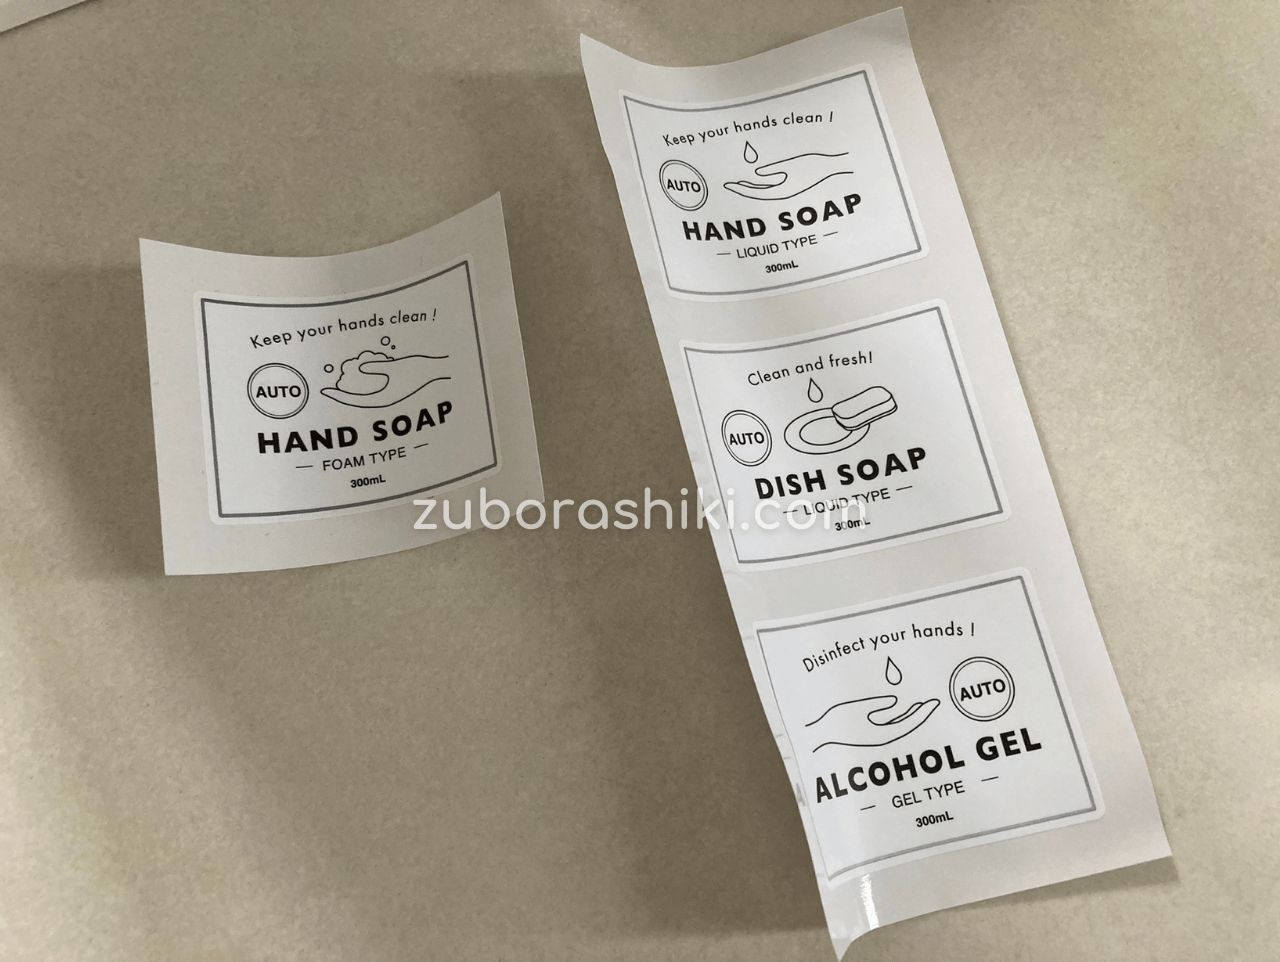 Keep your hands clean !
AUTO
HAND SOAP
— FOAM TYPE —
300mL
Keep your hands clean !
AUTO
HAND SOAP
— LIQUID TYPE —
300mL
Clean and fresh!
AUTO
DISH SOAP
— LIQUID TYPE —
300mL
Disinfect your hands !
AUTO
ALCOHOL GEL
— GEL TYPE —
300mL
zuborashiki.com